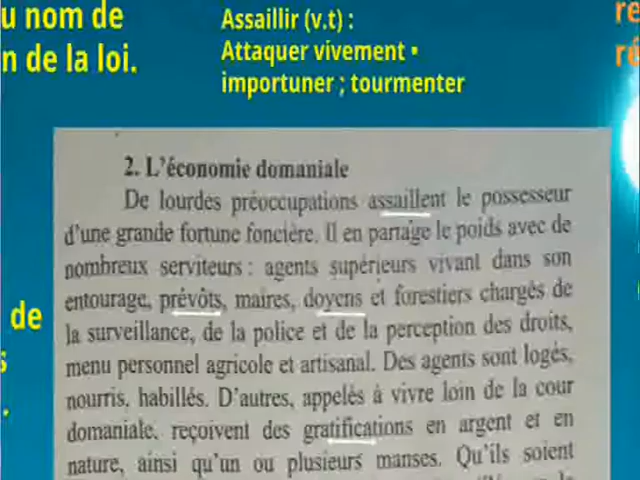 u nom de
n de la loi.
Assaillir (v.t) :
Attaquer vivement •
importuner ; tourmenter
re
ré
de
s
.
2. L'économie domaniale
De lourdes préoccupations assaillent le possesseur
d'une grande fortune foncière. Il en partage le poids avec de
nombreux serviteurs : agents supérieurs vivant dans son
entourage, prévôts, maires, doyens et forestiers chargés de
la surveillance, de la police et de la perception des droits,
menu personnel agricole et artisanal. Des agents sont logés,
nourris, habillés. D'autres, appelés à vivre loin de la cour
domaniale, reçoivent des gratifications en argent et en
nature, ainsi qu'un ou plusieurs manses. Qu'ils soient